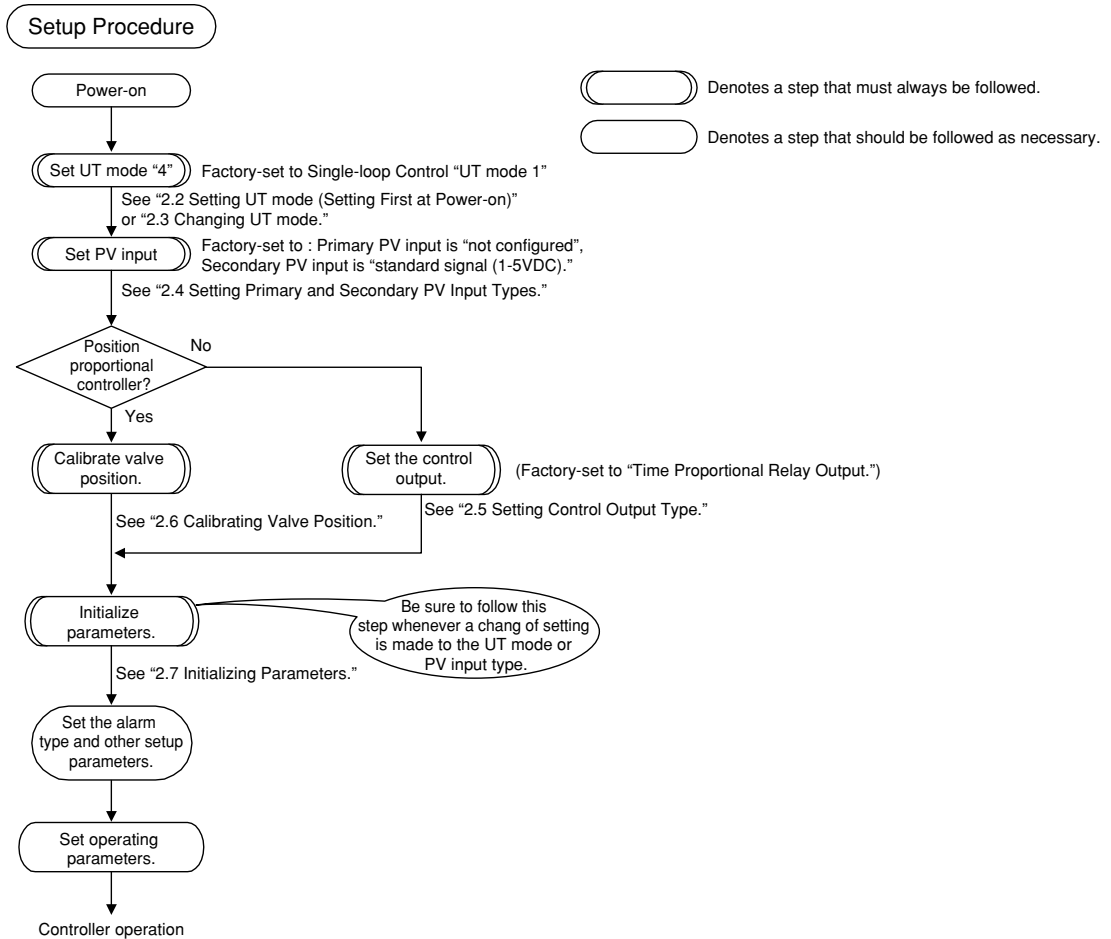 Setup Procedure
Power-on
Denotes a step that must always be followed.
Denotes a step that should be followed as necessary.
Set UT mode “4”
Factory-set to Single-loop Control “UT mode 1”
See “2.2 Setting UT mode (Setting First at Power-on)”
or “2.3 Changing UT mode.”
Set PV input
Factory-set to : Primary PV input is “not configured”,
Secondary PV input is “standard signal (1-5VDC).”
See “2.4 Setting Primary and Secondary PV Input Types.”
Position
proportional
controller?
No
Yes
Calibrate valve
position.
Set the control
output.
(Factory-set to “Time Proportional Relay Output.”)
See “2.6 Calibrating Valve Position.”
See “2.5 Setting Control Output Type.”
Initialize
parameters.
Be sure to follow this
step whenever a chang of setting
is made to the UT mode or
PV input type.
See “2.7 Initializing Parameters.”
Set the alarm
type and other setup
parameters.
Set operating
parameters.
Controller operation